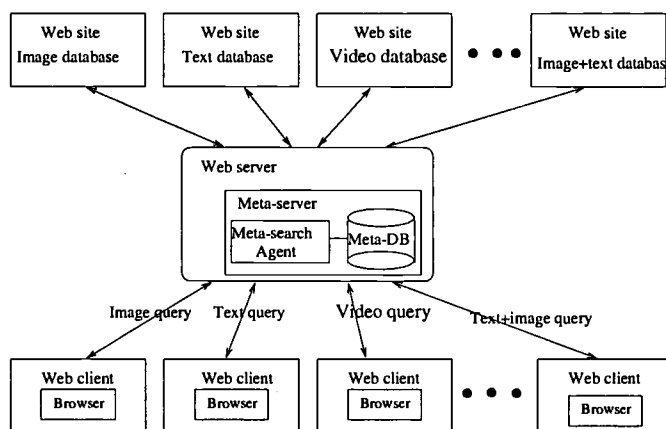 Web site
Image database
Web site
Text database
Web site
Video database
Web site
Image+text databas
Web server
Meta-server
Meta-search
Agent
Meta-DB
Image query
Text query
Video query
Text+image query
Web client
Browser
Web client
Browser
Web client
Browser
Web client
Browser